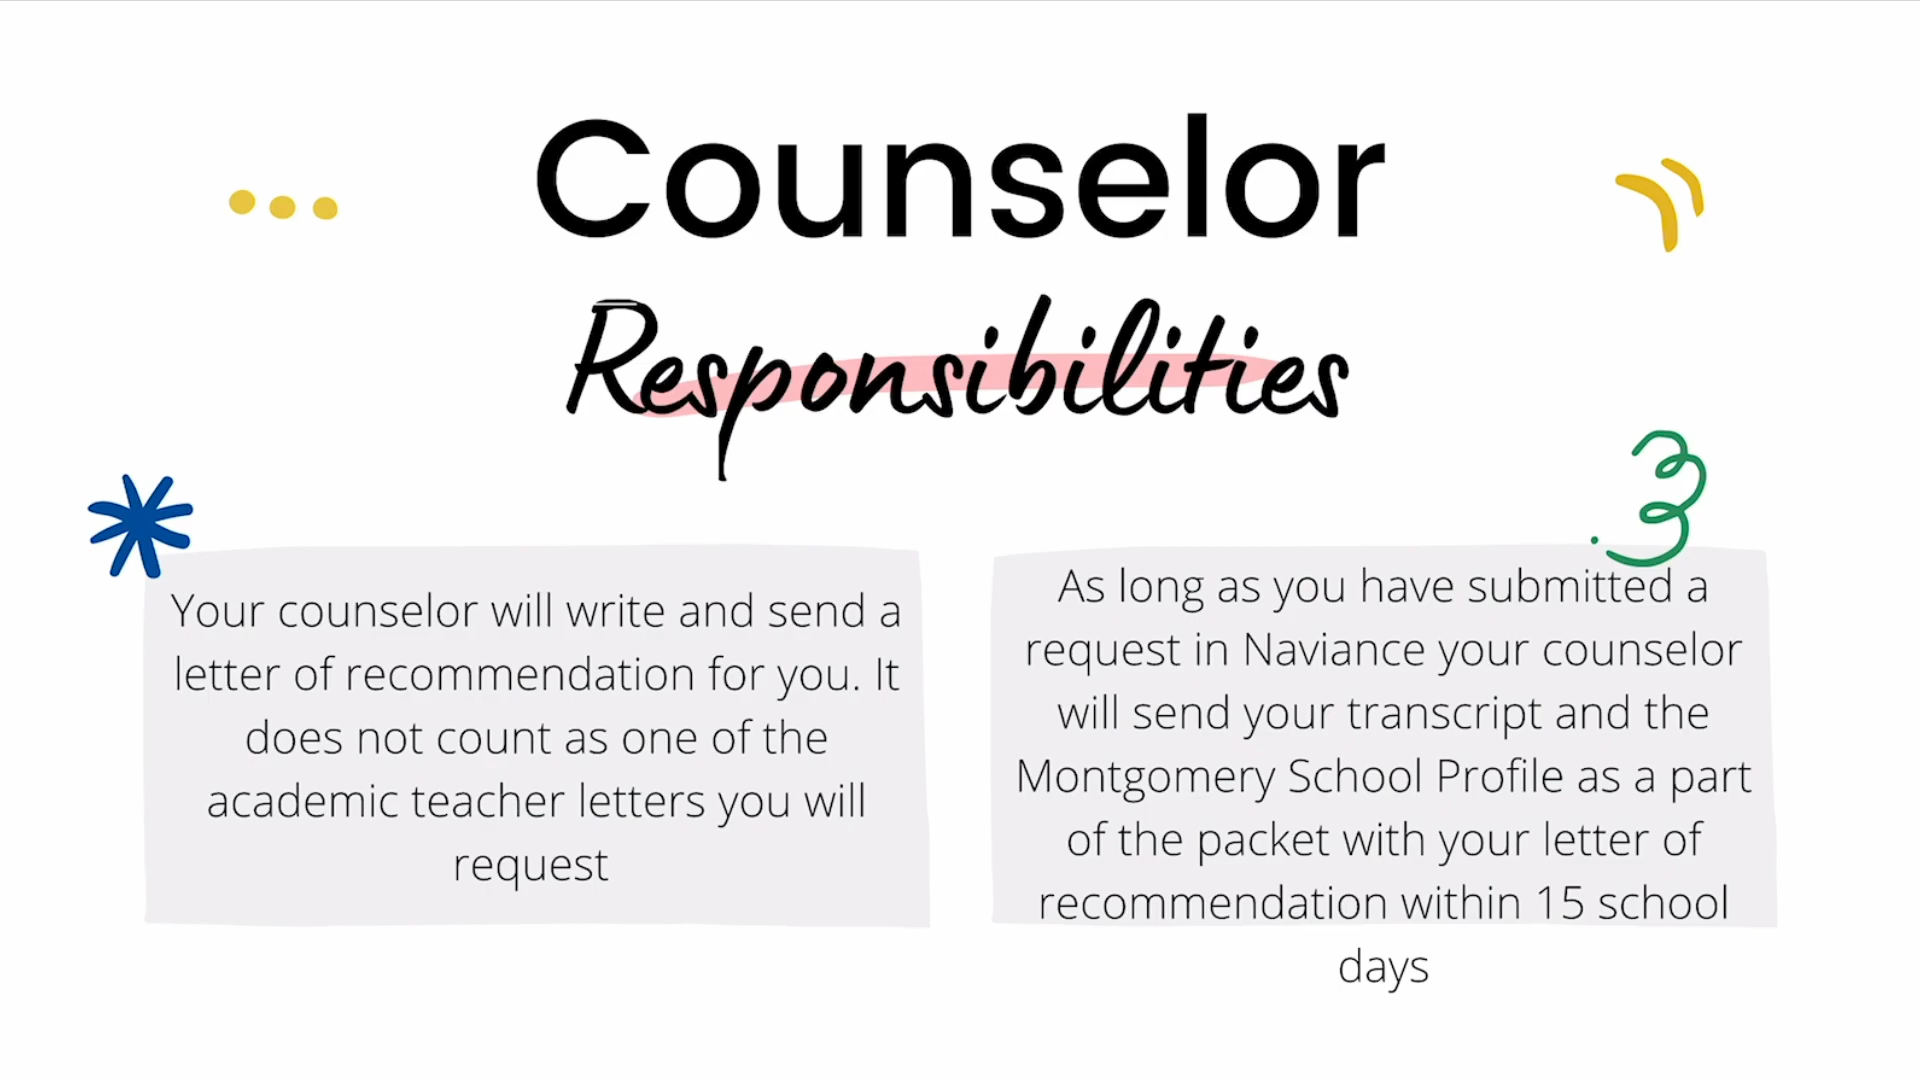 Counselor
Responsibilities
Your counselor will write and send a
letter of recommendation for you. It
does not count as one of the
academic teacher letters you will
request
As long as you have submitted a
request in Naviance your counselor
will send your transcript and the
Montgomery School Profile as a part
of the packet with your letter of
recommendation within 15 school
days